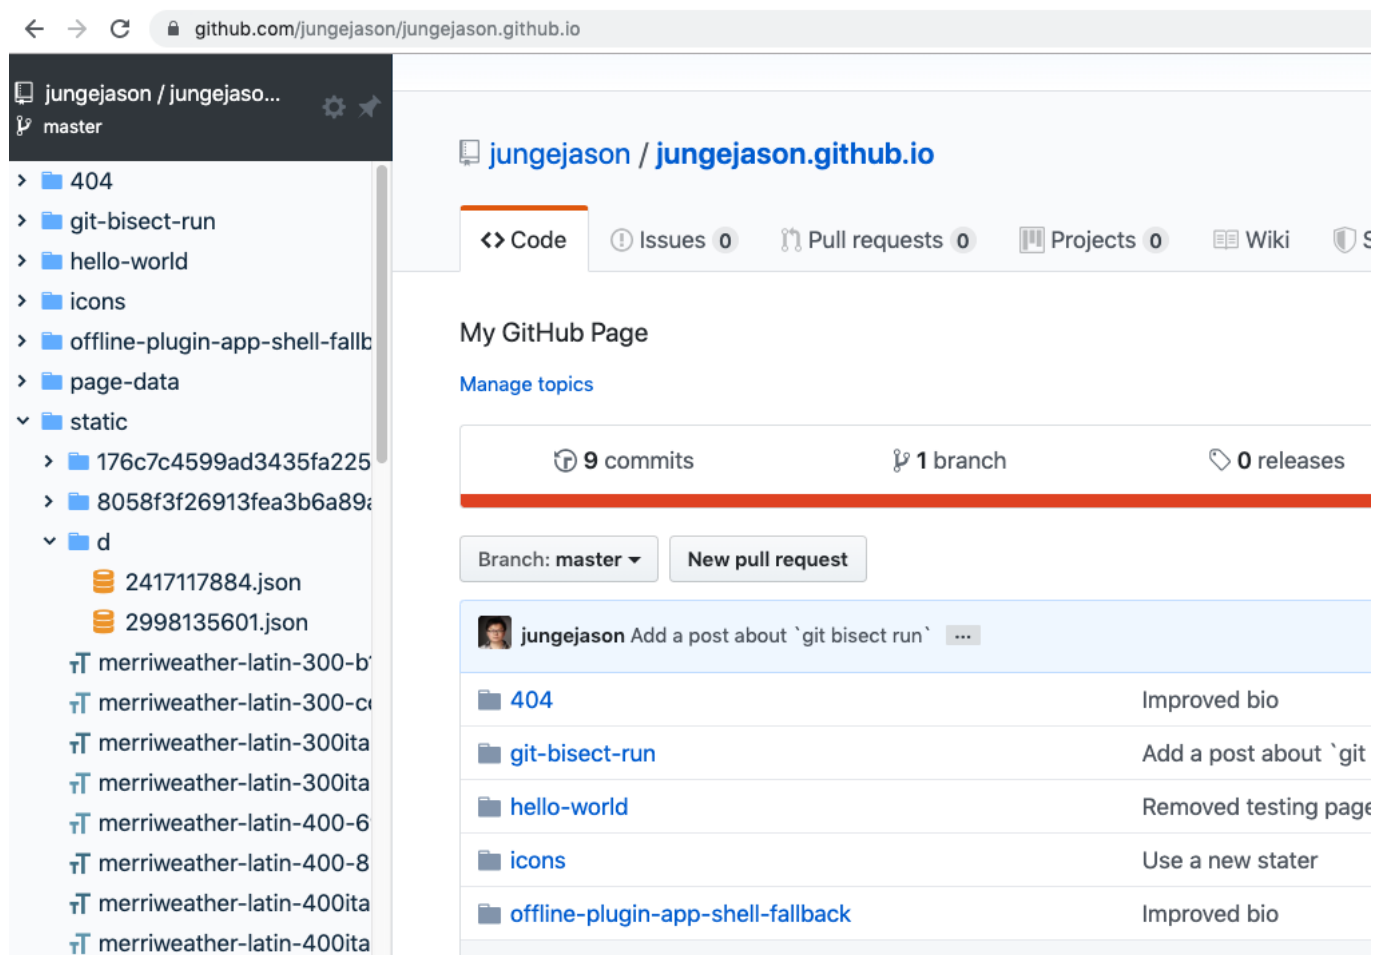 github.com/jungejason/jungejason.github.io
jungejason / jungejaso...
master
404
git-bisect-run
hello-world
icons
offline-plugin-app-shell-fallb
page-data
static
176c7c4599ad3435fa225
8058f3f26913fea3b6a89a
d
2417117884.json
2998135601.json
merriweather-latin-300-b
merriweather-latin-300-c
merriweather-latin-300ita
merriweather-latin-300ita
merriweather-latin-400-6
merriweather-latin-400-8
merriweather-latin-400ita
merriweather-latin-400ita
jungejason / jungejason.github.io
<> Code Issues 0 Pull requests 0 Projects 0 Wiki S
My GitHub Page
Manage topics
9 commits 1 branch 0 releases
Branch: master New pull request
jungejason Add a post about `git bisect run` ...
404 Improved bio
git-bisect-run Add a post about `git
hello-world Removed testing page
icons Use a new stater
offline-plugin-app-shell-fallback Improved bio